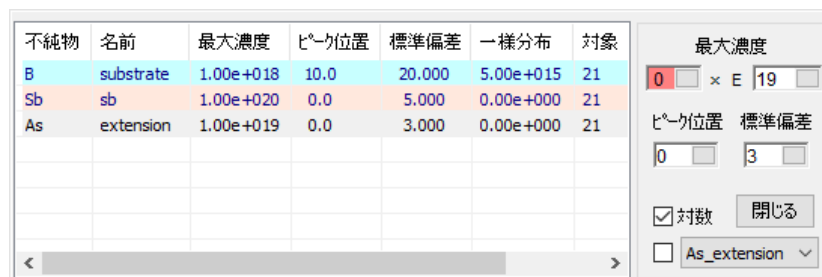 不純物 名前 最大濃度 ピーク位置 標準偏差 一様分布 対象
B substrate 1.00e+018 10.0 20.000 5.00e+015 21
Sb sb 1.00e+020 0.0 5.000 0.00e+000 21
As extension 1.00e+019 0.0 3.000 0.00e+000 21
最大濃度
0 × E 19
ピーク位置 標準偏差
0 3
対数 閉じる
As_extension